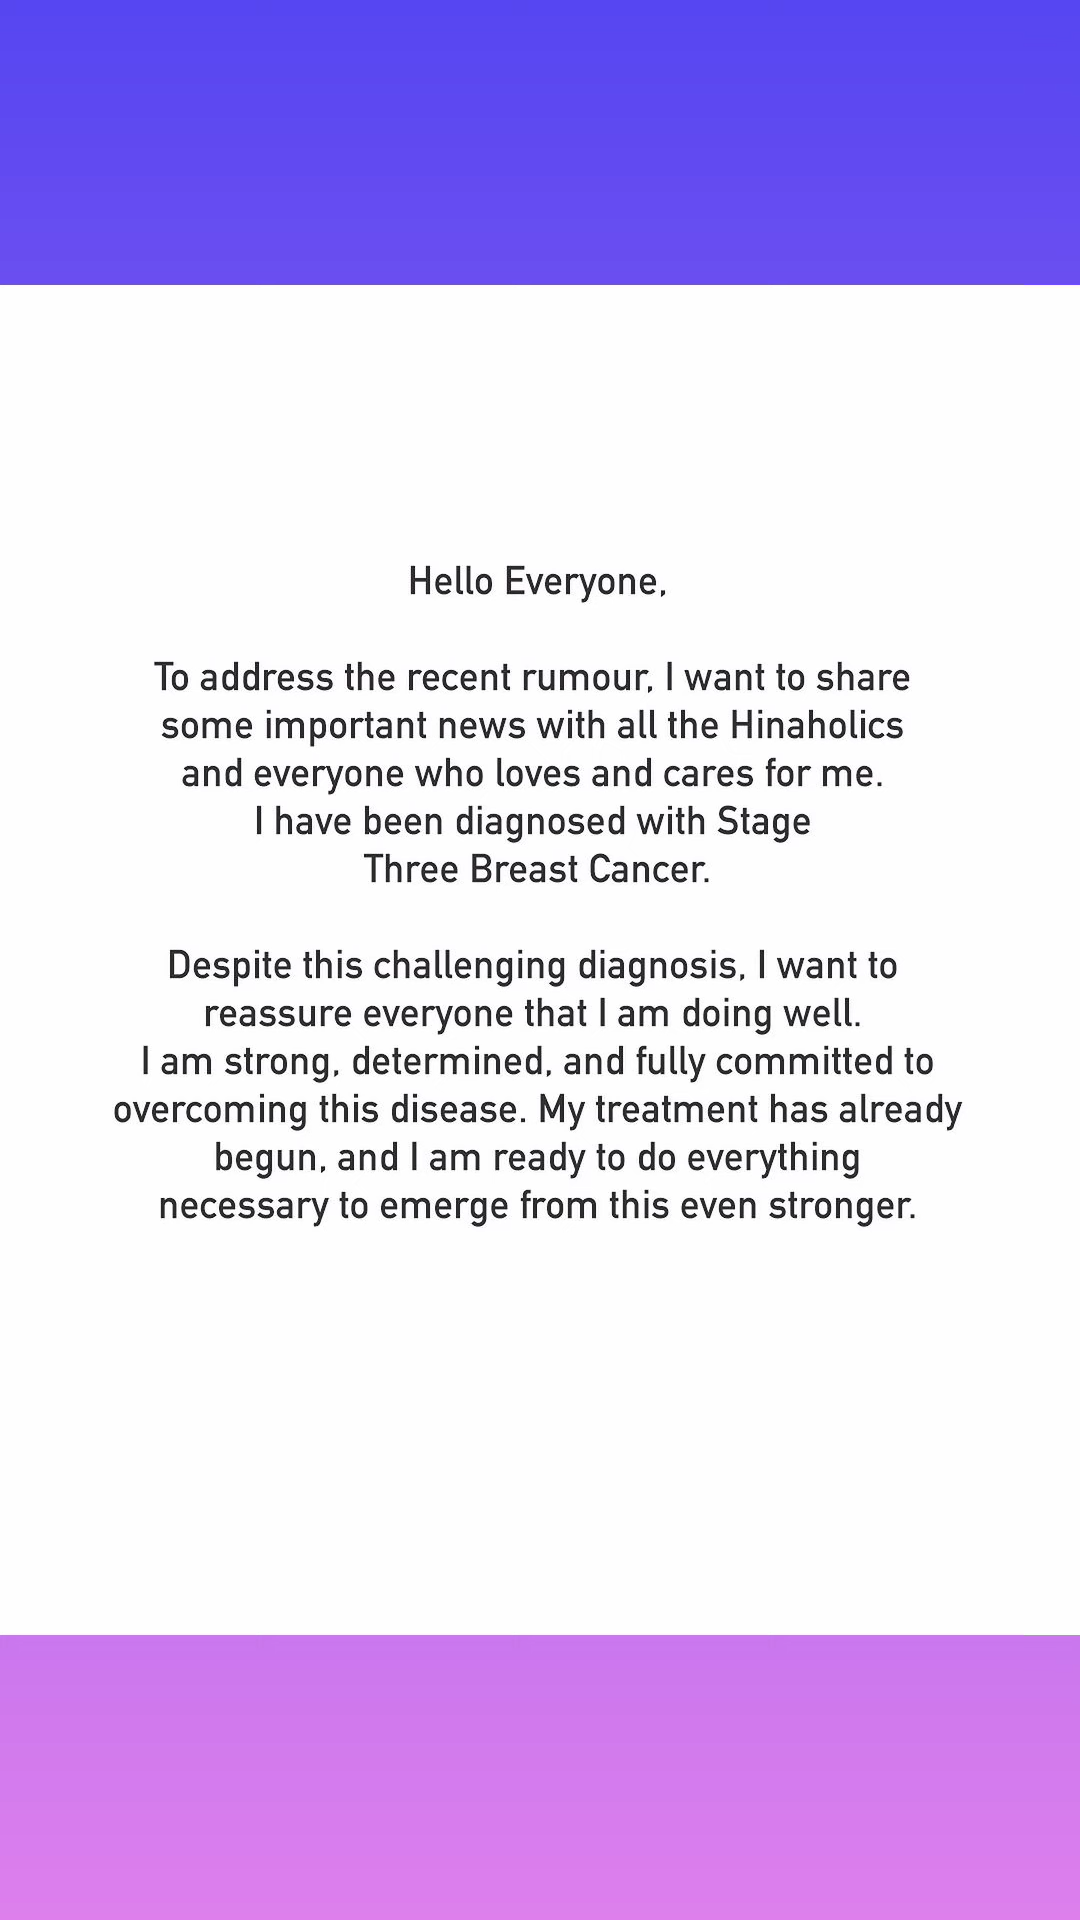 Hello Everyone,
To address the recent rumour, I want to share
some important news with all the Hinaholics
and everyone who loves and cares for me.
I have been diagnosed with Stage
Three Breast Cancer.
Despite this challenging diagnosis, I want to
reassure everyone that I am doing well.
I am strong, determined, and fully committed to
overcoming this disease. My treatment has already
begun, and I am ready to do everything
necessary to emerge from this even stronger.